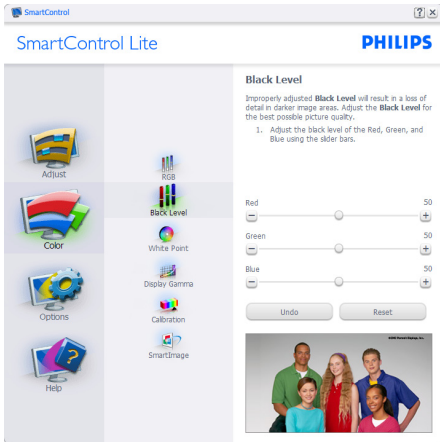 SmartControl
SmartControl Lite
PHILIPS
Adjust
Color
Options
Help
RGB
Black Level
White Point
Display Gamma
Calibration
SmartImage
Black Level
Improperly adjusted Black Level will result in a loss of
detail in darker image areas. Adjust the Black Level for
the best possible picture quality.
1. Adjust the black level of the Red, Green, and
Blue using the slider bars.
Red 50
Green 50
Blue 50
Undo Reset